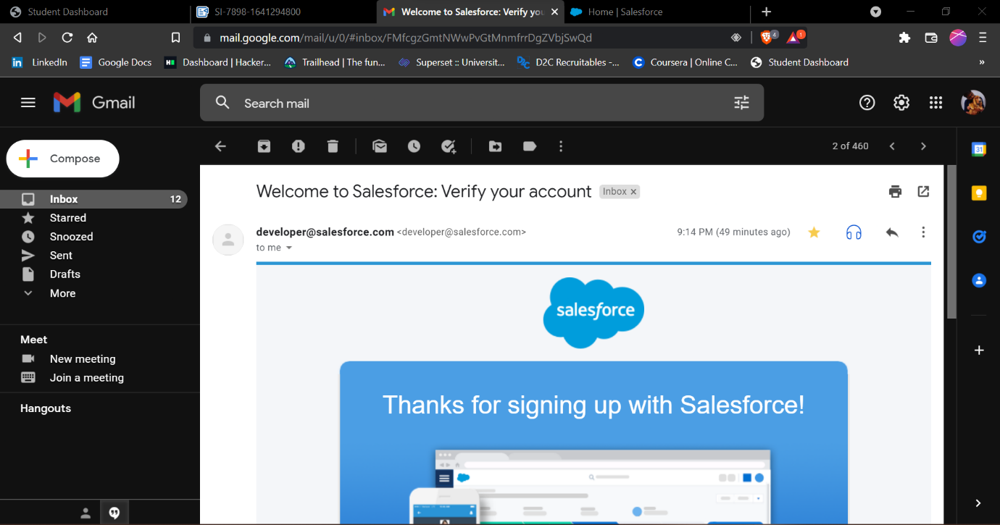 Student Dashboard
SI-7898-1641294800
Welcome to Salesforce: Verify you
Home | Salesforce
mail.google.com/mail/u/0/#inbox/FMfcgzGmtNWwPvGtMnmfrrDgZVbjSwQd
4
1
LinkedIn
Google Docs
Dashboard | Hacker...
Trailhead | The fun...
Superset :: Universit...
D2C Recruitables -...
Coursera | Online C...
Student Dashboard
»
Gmail
Search mail
Compose
2 of 460
31
Inbox 12
Starred
Snoozed
Sent
Drafts
More
Meet
New meeting
Join a meeting
Hangouts
Welcome to Salesforce: Verify your account
Inbox ×
developer@salesforce.com <developer@salesforce.com>
9:14 PM (49 minutes ago)
to me
salesforce
Thanks for signing up with Salesforce!